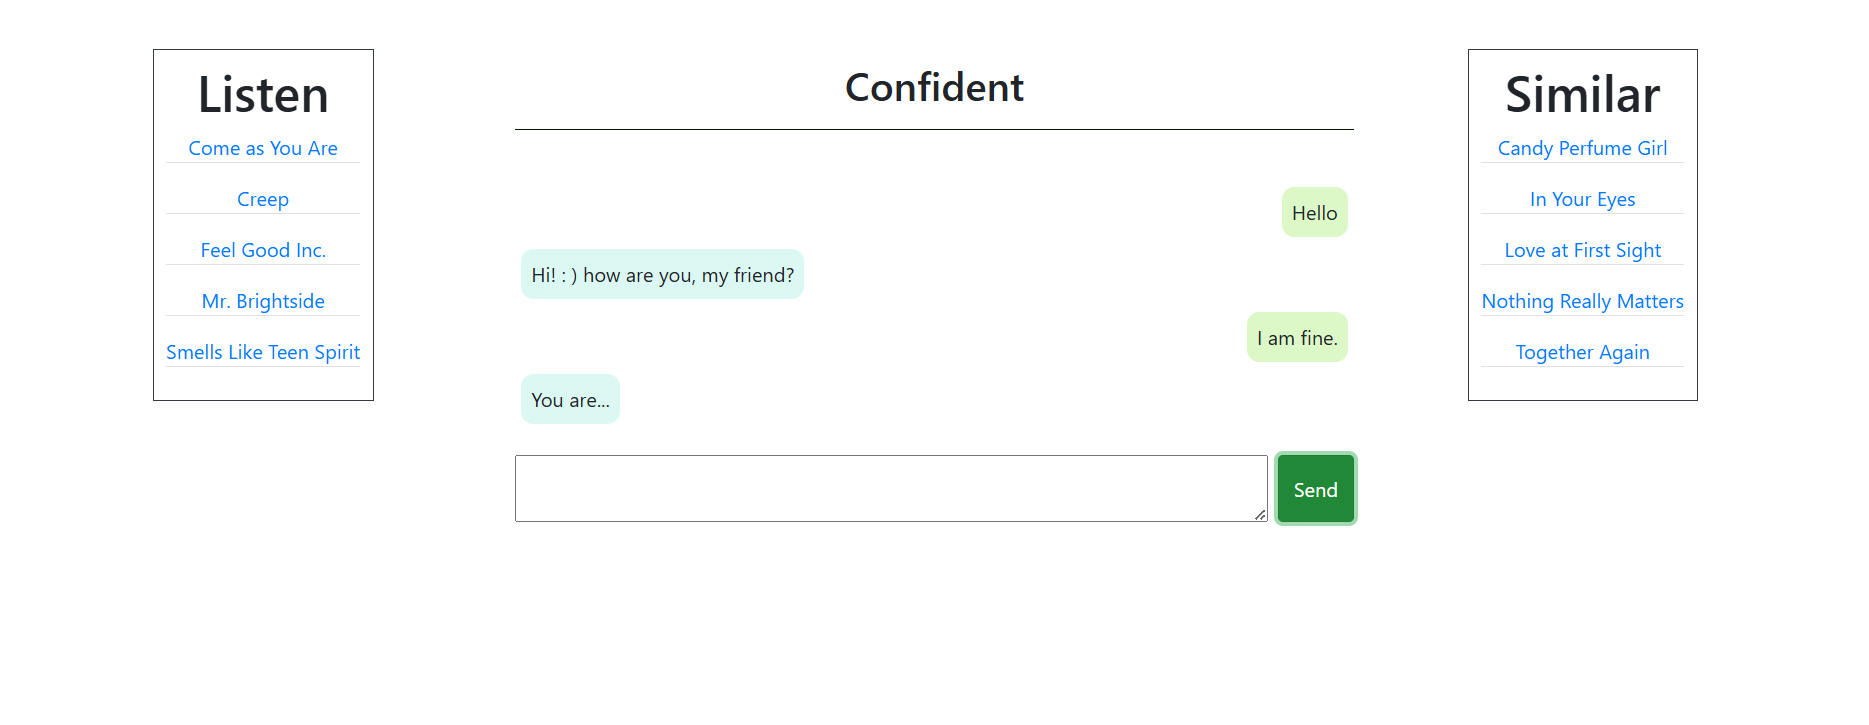 Listen
Come as You Are
Creep
Feel Good Inc.
Mr. Brightside
Smells Like Teen Spirit
Confident
Hello
Hi! : ) how are you, my friend?
I am fine.
You are...
Send
Similar
Candy Perfume Girl
In Your Eyes
Love at First Sight
Nothing Really Matters
Together Again